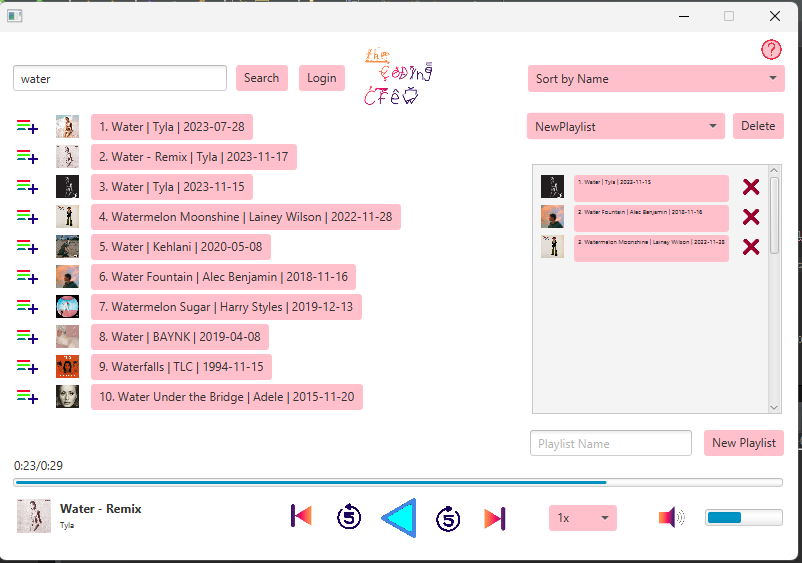 ?
water
Search
Login
the
CODING
CREW
Sort by Name
NewPlaylist
Delete
1. Water | Tyla | 2023-07-28
2. Water - Remix | Tyla | 2023-11-17
3. Water | Tyla | 2023-11-15
4. Watermelon Moonshine | Lainey Wilson | 2022-11-28
5. Water | Kehlani | 2020-05-08
6. Water Fountain | Alec Benjamin | 2018-11-16
7. Watermelon Sugar | Harry Styles | 2019-12-13
8. Water | BAYNK | 2019-04-08
9. Waterfalls | TLC | 1994-11-15
10. Water Under the Bridge | Adele | 2015-11-20
1. Water | Tyla | 2023-11-15
2. Water Fountain | Alec Benjamin | 2018-11-16
3. Watermelon Moonshine | Lainey Wilson | 2022-11-28
Playlist Name
New Playlist
0:23/0:29
Water - Remix
Tyla
5
5
1x